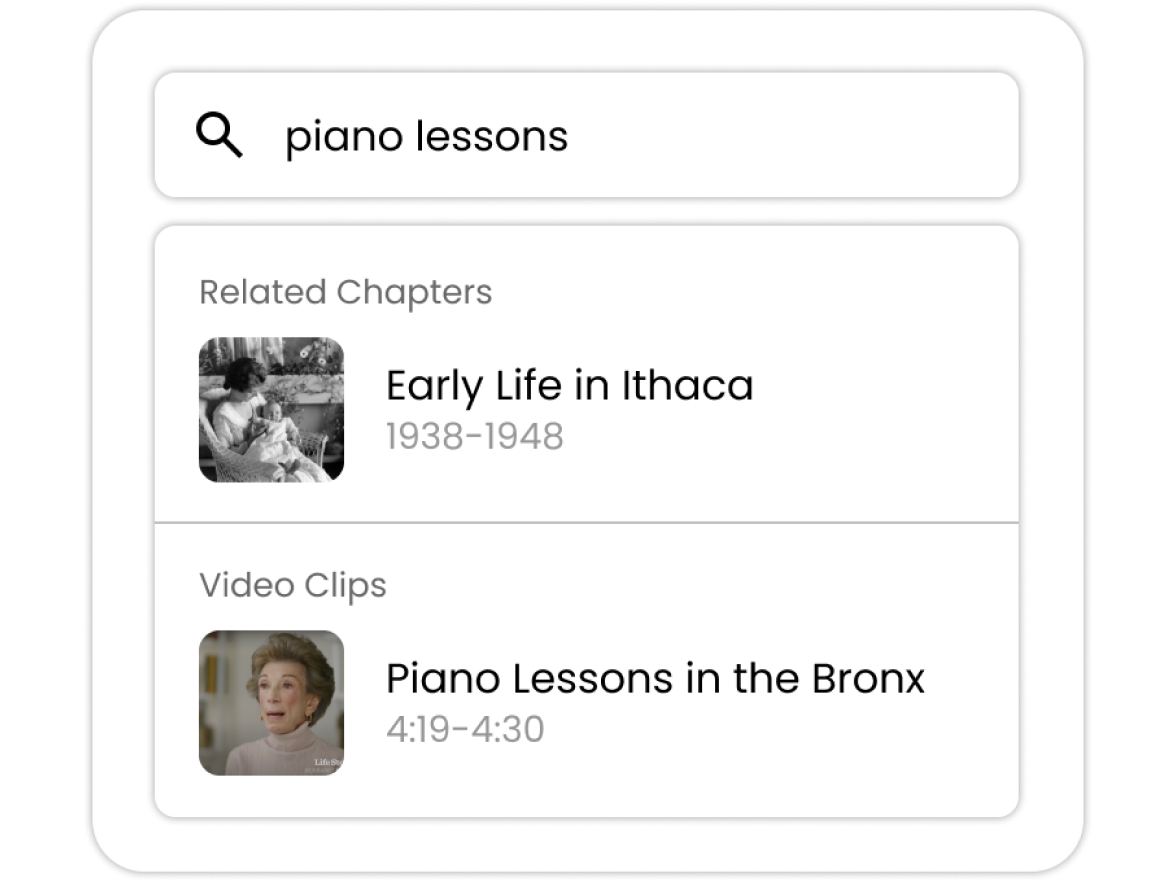 piano lessons
Related Chapters
Early Life in Ithaca
1938-1948
Video Clips
Piano Lessons in the Bronx
4:19-4:30